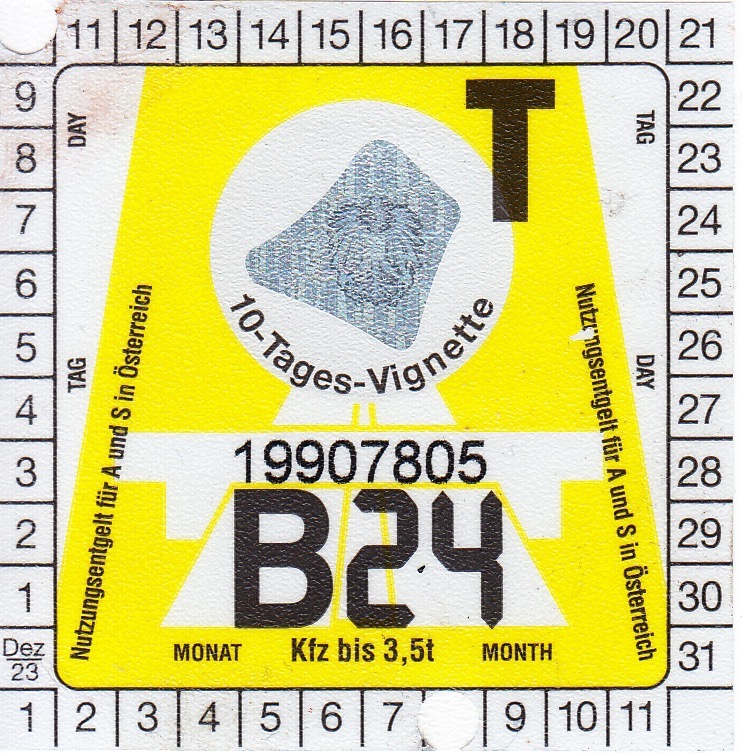 11 12 13 14 15 16 17 18 19 20 21
9 22
8 23
7 24
6 25
5 26
4 27
3 28
2 29
1 30
Dez 23 31
1 2 3 4 5 6 7 9 10 11
DAY
TAG
TAG
DAY
T
10-Tages-Vignette
Nutzungsentgelt für A und S in Österreich
Nutzungsentgelt für A und S in Österreich
19907805
B24
MONAT Kfz bis 3,5t MONTH